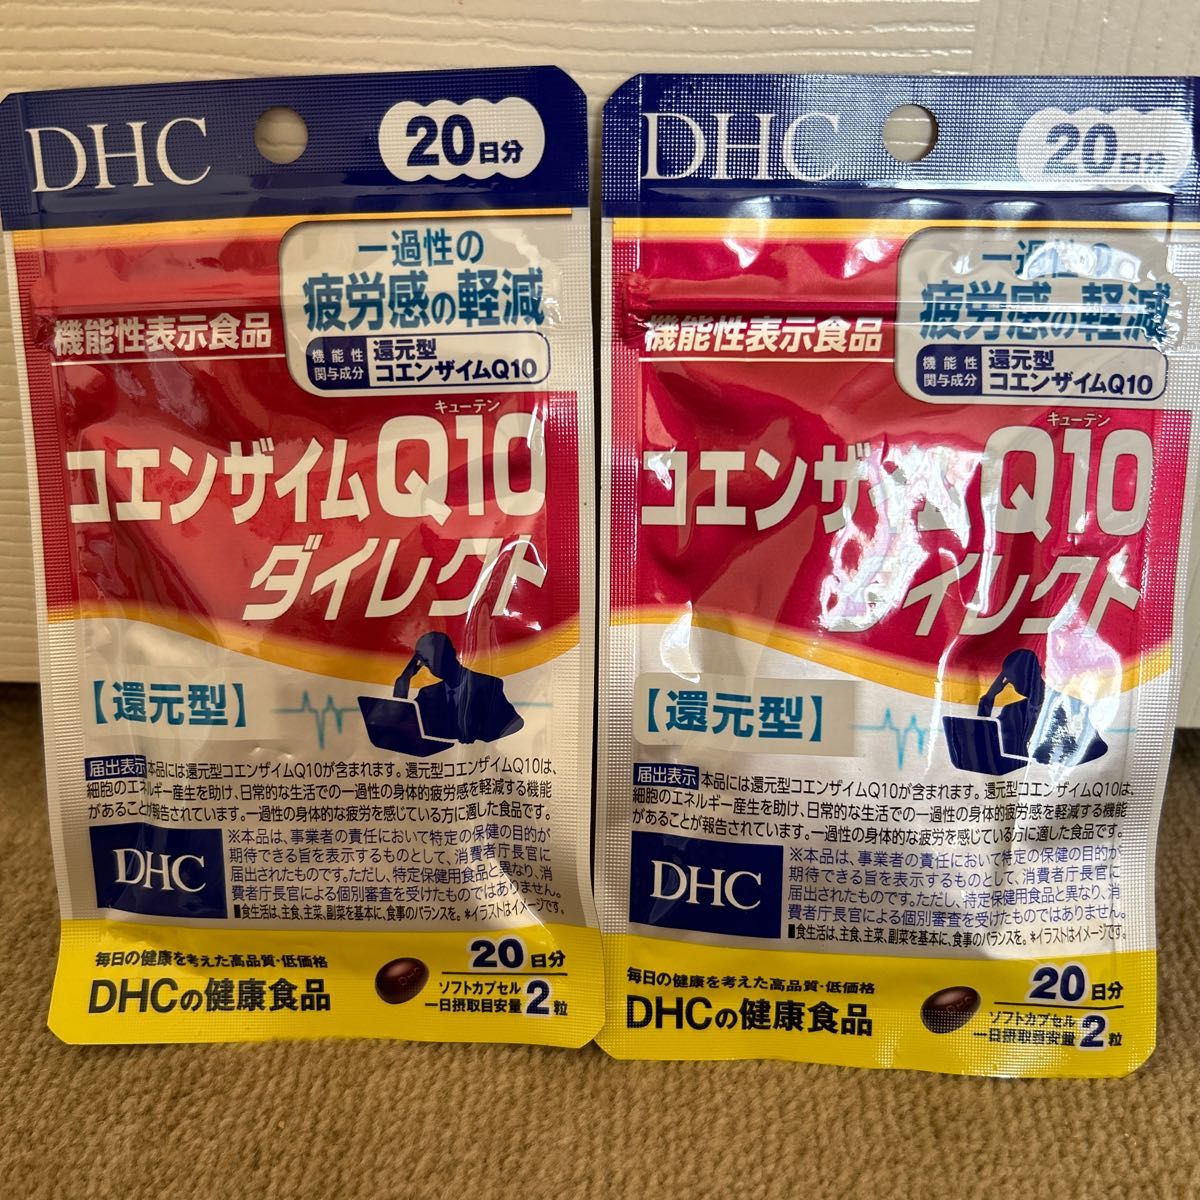 DHC
20日分
一過性の
疲労感の軽減
機能性表示食品
機能性
関与成分
還元型
コエンザイムQ10
キューテン
コエンザイムQ10
ダイレクト
【還元型】
届出表示 本品には還元型コエンザイムQ10が含まれます。還元型コエンザイムQ10は、
細胞のエネルギー産生を助け、日常的な生活での一過性の身体的疲労感を軽減する機能
があることが報告されています。一過性の身体的な疲労を感じている方に適した食品です。
DHC
※本品は、事業者の責任において特定の保健の目的が
期待できる旨を表示するものとして、消費者庁長官に
届出されたものです。ただし、特定保健用食品と異なり、消
費者庁長官による個別審査を受けたものではありません。
■食生活は、主食、主菜、副菜を基本に、食事のバランスを。＊イラストはイメージです。
毎日の健康を考えた高品質・低価格
DHCの健康食品
20日分
ソフトカプセル
一日摂取目安量 2粒
DHC
20日分
一過性の
疲労感の軽減
機能性表示食品
機能性
関与成分
還元型
コエンザイムQ10
キューテン
コエンザイムQ10
イレクト
【還元型】
届出表示 本品には還元型コエンザイムQ10が含まれます。還元型コエンザイムQ10は、
細胞のエネルギー産生を助け、日常的な生活での一過性の身体的疲労感を軽減する機能
があることが報告されています。一過性の身体的な疲労を感じている方に適した食品です。
DHC
※本品は、事業者の責任において特定の保健の目的が
期待できる旨を表示するものとして、消費者庁長官に
届出されたものです。ただし、特定保健用食品と異なり、消
費者庁長官による個別審査を受けたものではありません。
■食生活は、主食、主菜、副菜を基本に、食事のバランスを。＊イラストはイメージです。
毎日の健康を考えた高品質・低価格
DHCの健康食品
20日分
ソフトカプセル
一日摂取目安量 2粒